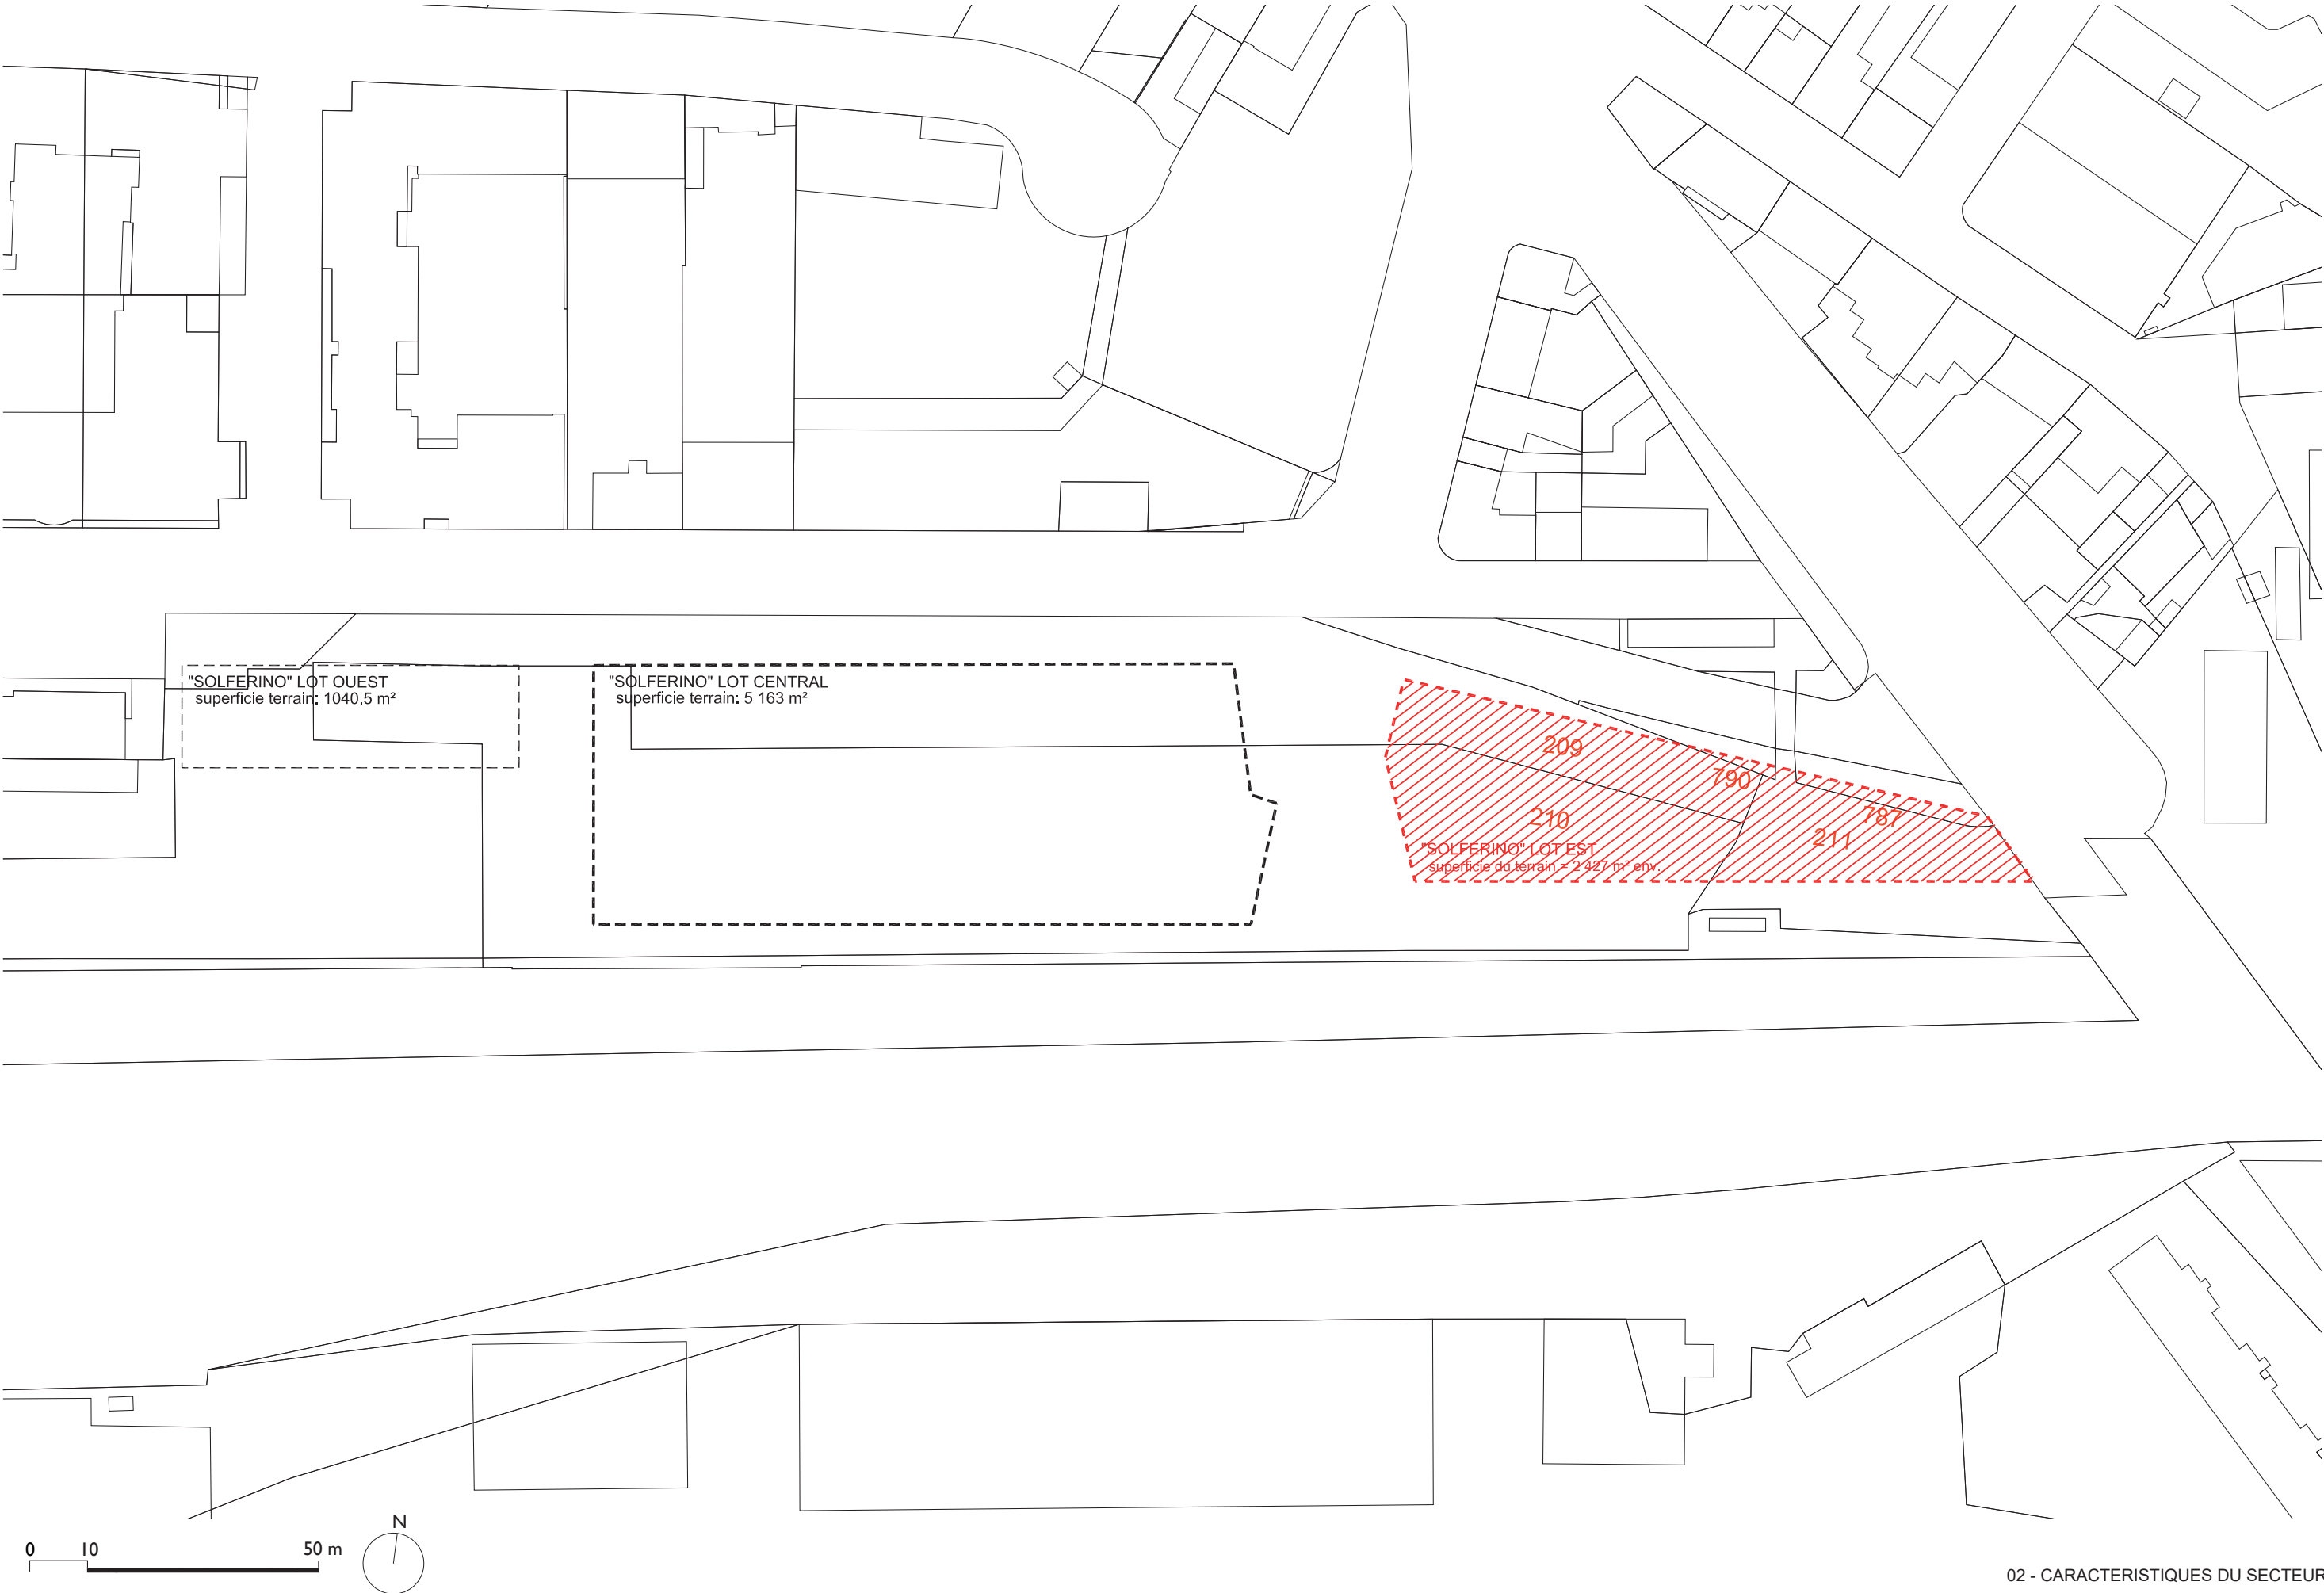 "SOLFERINO" LOT OUEST
superficie terrain: 1040,5 m²
"SOLFERINO" LOT CENTRAL
superficie terrain: 5 163 m²
209
790
210
787
211
"SOLFERINO" LOT EST
superficie du terrain = 2 427 m² env.
N
0 10 50 m
02 - CARACTERISTIQUES DU SECTEUR